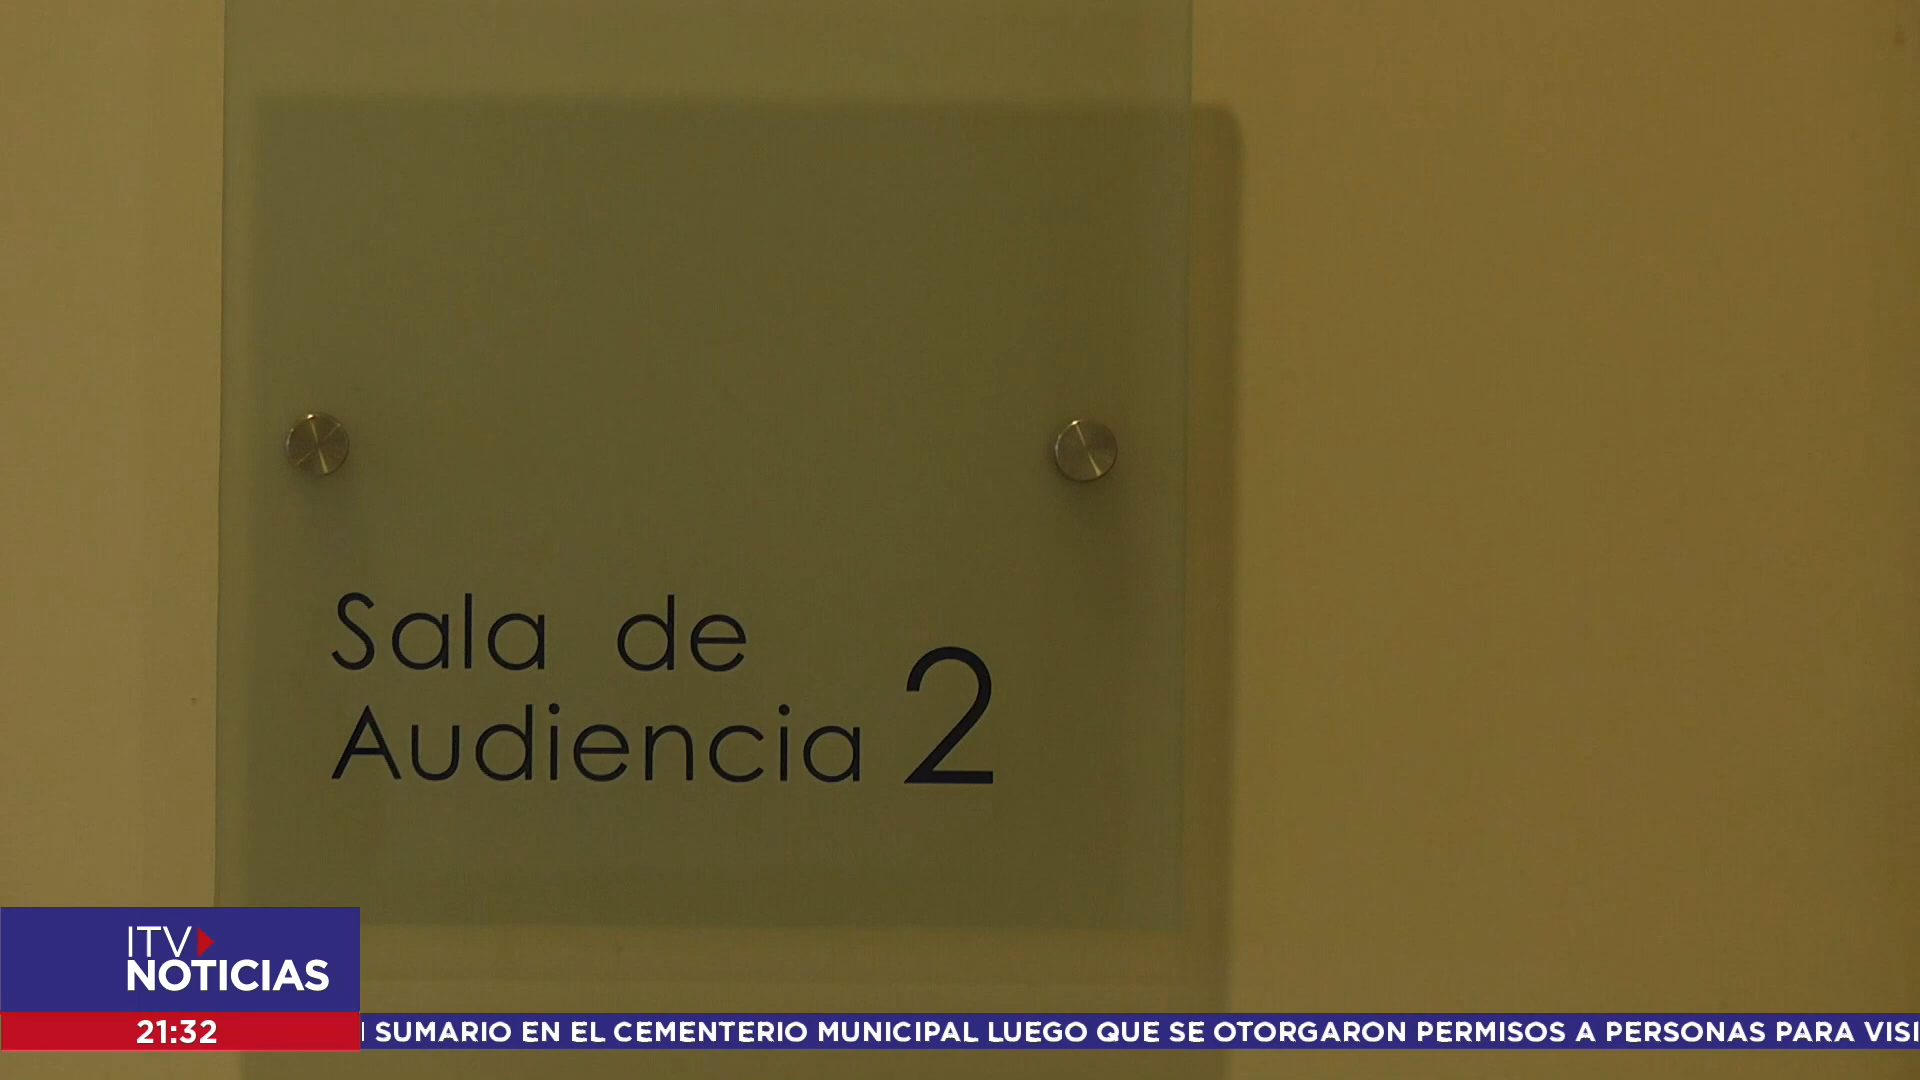 Sala de
Audiencia 2
ITV
NOTICIAS
21:32
SUMARIO EN EL CEMENTERIO MUNICIPAL LUEGO QUE SE OTORGARON PERMISOS A PERSONAS PARA